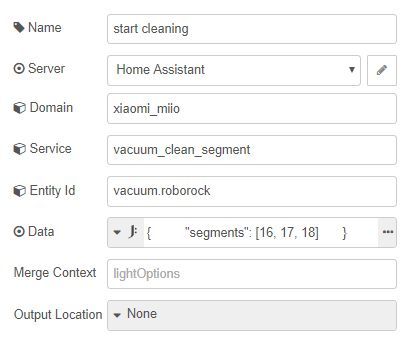 Name start cleaning
Server Home Assistant
Domain xiaomi_miio
Service vacuum_clean_segment
Entity Id vacuum.roborock
Data J: { "segments": [16, 17, 18] }
Merge Context lightOptions
Output Location None